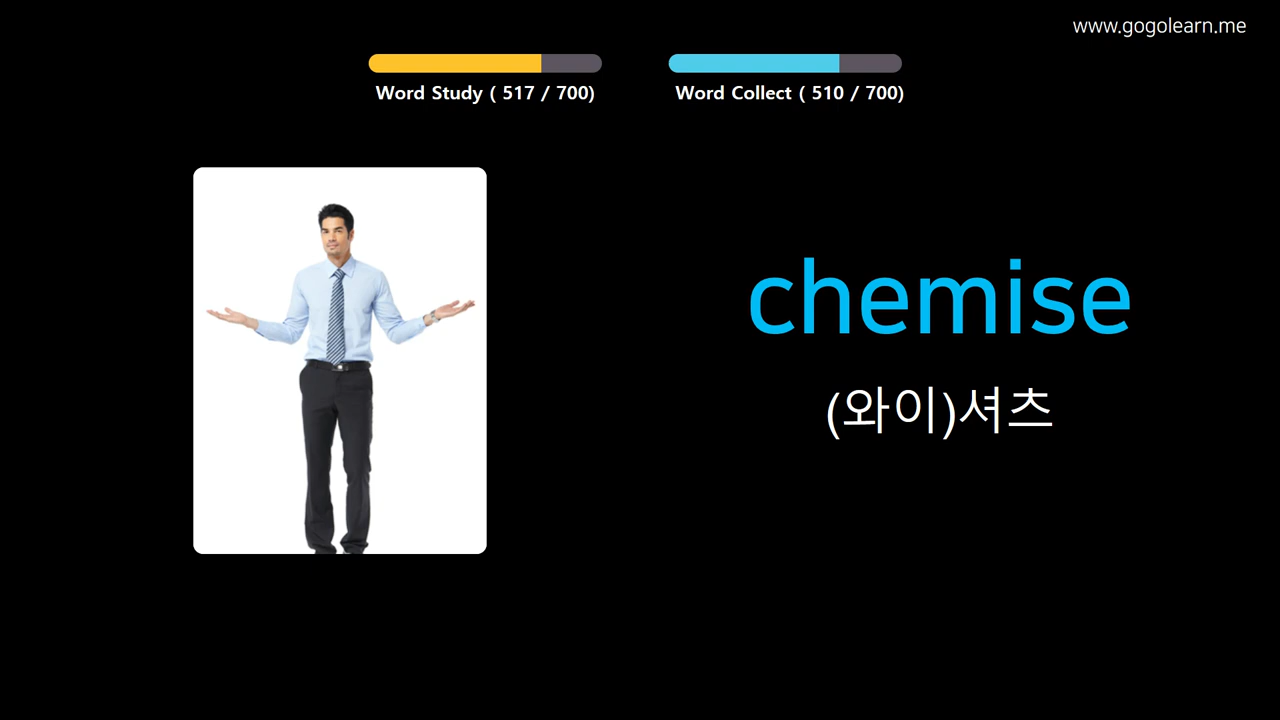 www.gogolearn.me
Word Study ( 517 / 700)
Word Collect ( 510 / 700)
chemise
(와이)셔츠